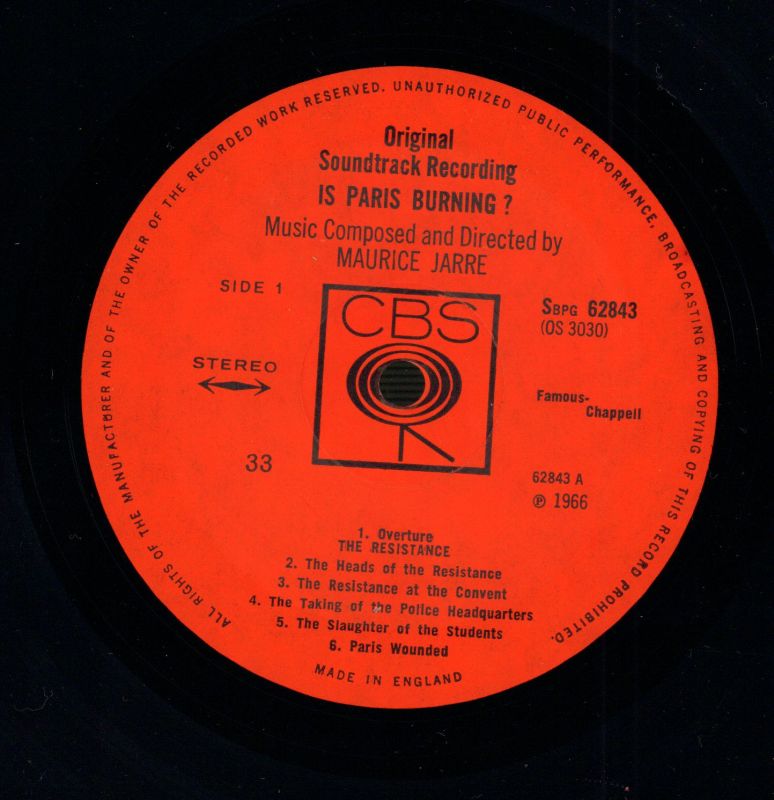 ALL RIGHTS OF THE MANUFACTURER AND OF THE OWNER OF THE RECORDED WORK RESERVED. UNAUTHORIZED PUBLIC PERFORMANCE, BROADCASTING AND COPYING OF THIS RECORD PROHIBITED.
Original
Soundtrack Recording
IS PARIS BURNING ?
Music Composed and Directed by
MAURICE JARRE
SIDE 1
CBS
SBPG 62843
(OS 3030)
STEREO
Famous-
Chappell
33
62843 A
℗ 1966
1. Overture
THE RESISTANCE
2. The Heads of the Resistance
3. The Resistance at the Convent
4. The Taking of the Police Headquarters
5. The Slaughter of the Students
6. Paris Wounded
MADE IN ENGLAND